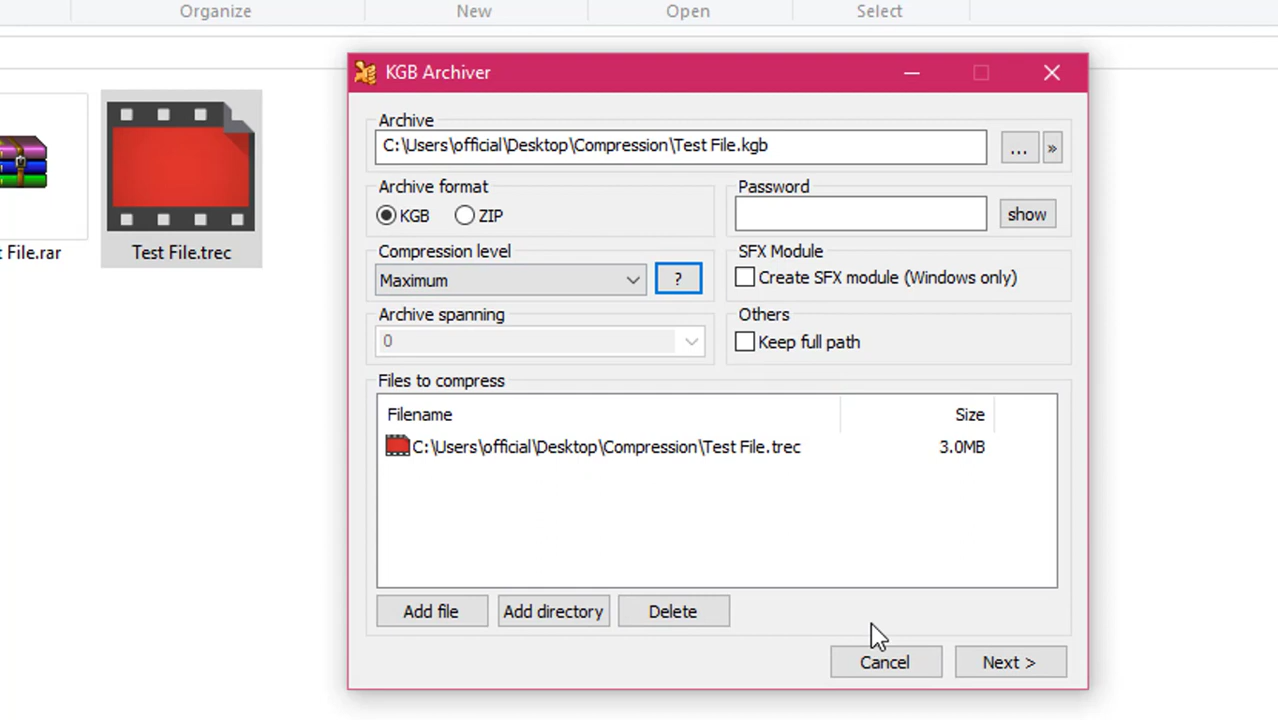 Organize New Open Select
KGB Archiver
Archive
C:\Users\official\Desktop\Compression\Test File.kgb
... »
Archive format
KGB ZIP
Password
show
Compression level
Maximum ?
SFX Module
Create SFX module (Windows only)
Archive spanning
0
Others
Keep full path
Files to compress
Filename Size
C:\Users\official\Desktop\Compression\Test File.trec 3.0MB
Add file Add directory Delete
Cancel Next >
File.rar
Test File.trec